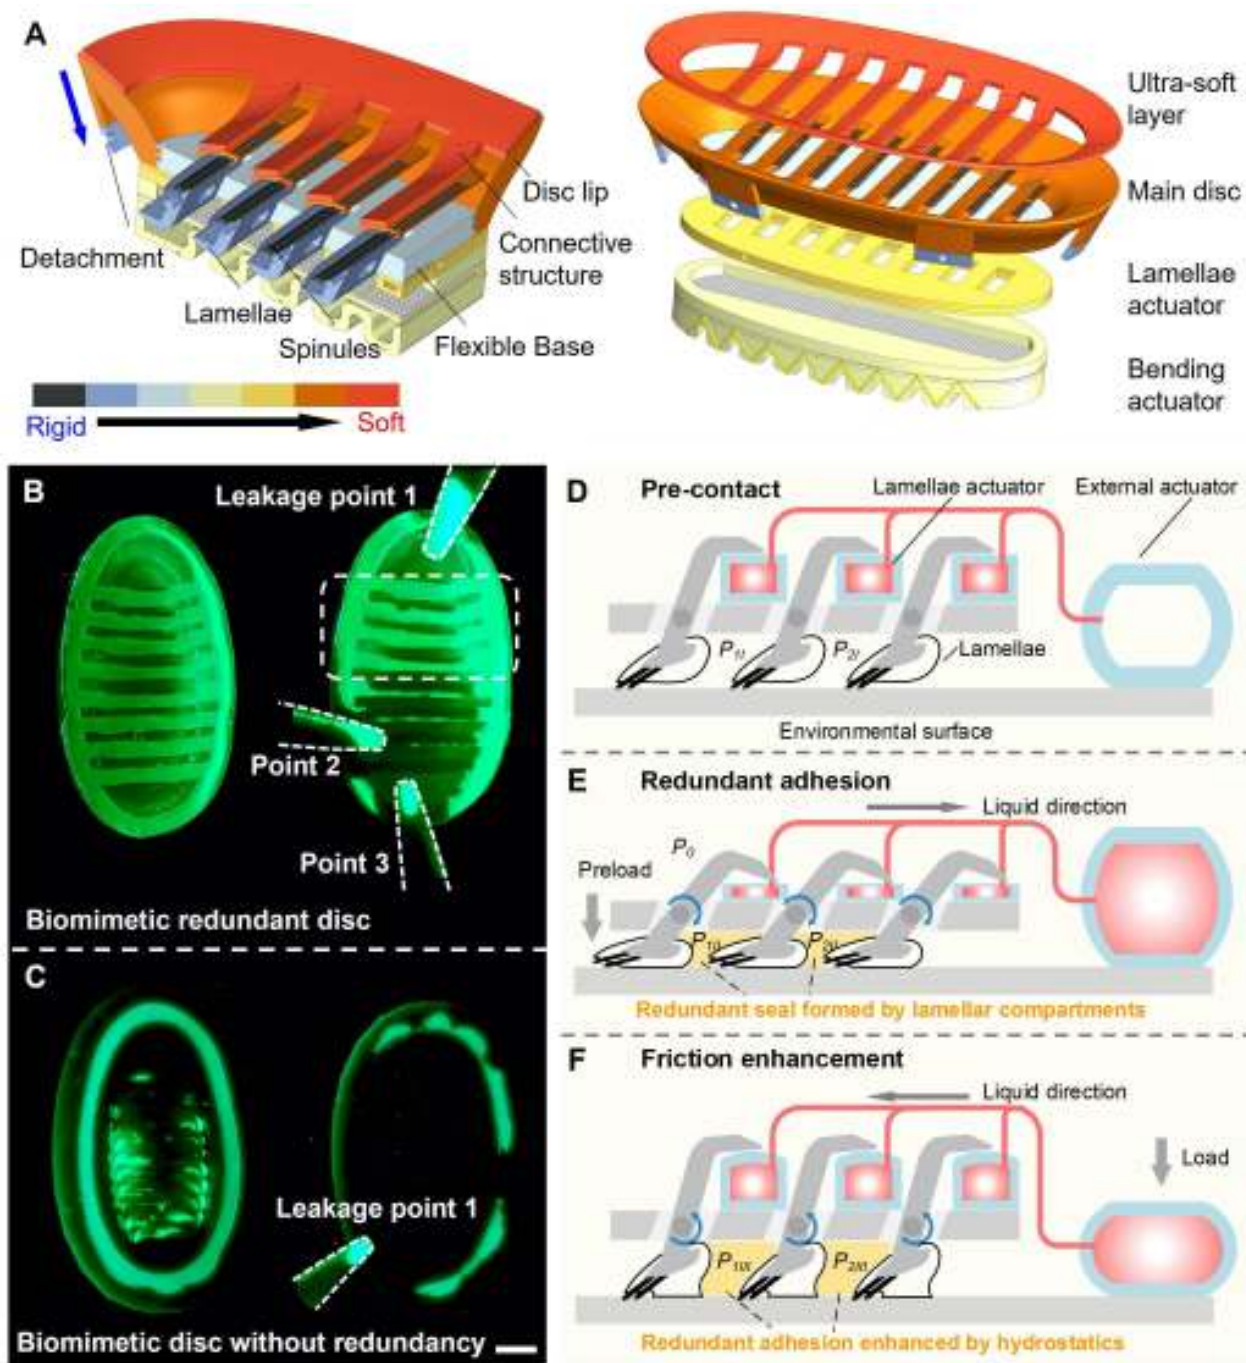 A
Ultra-soft
layer
Main disc
Lamellae
actuator
Bending
actuator
Disc lip
Connective
structure
Detachment
Lamellae
Spinules
Flexible Base
Rigid
Soft
B
Leakage point 1
Point 2
Point 3
Biomimetic redundant disc
C
Leakage point 1
Biomimetic disc without redundancy
D Pre-contact
Lamellae actuator
External actuator
Lamellae
Environmental surface
E Redundant adhesion
Liquid direction
P0
Preload
Redundant seal formed by lamellar compartments
F Friction enhancement
Liquid direction
Load
Redundant adhesion enhanced by hydrostatics